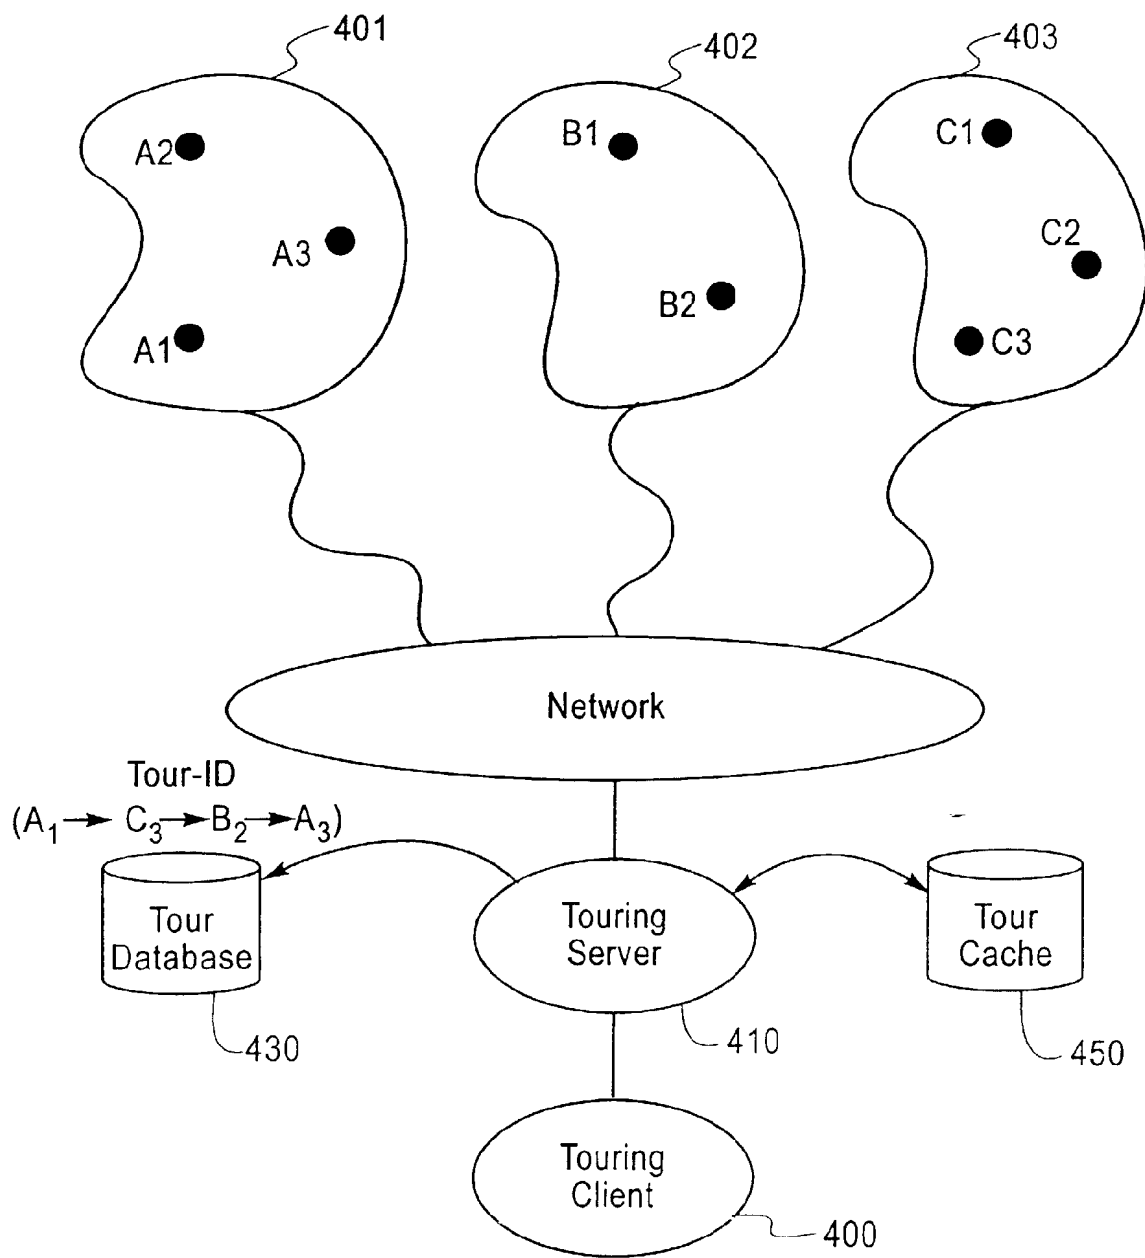 401
402
403
A2
A3
A1
B1
B2
C1
C2
C3
Network
Tour-ID
(A1 → C3 → B2 → A3)
Tour
Database
Touring
Server
Tour
Cache
430
410
450
Touring
Client
400